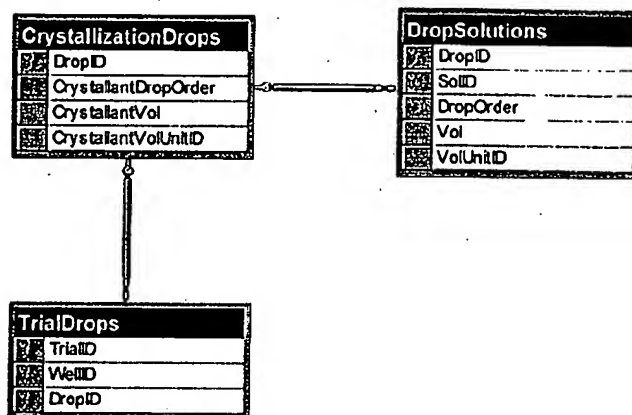 CrystallizationDrops
DropID
CrystallantDropOrder
CrystallantVol
CrystallantVolUnitID
DropSolutions
DropID
SolID
DropOrder
Vol
VolUnitID
TrialDrops
TrialID
WellID
DropID